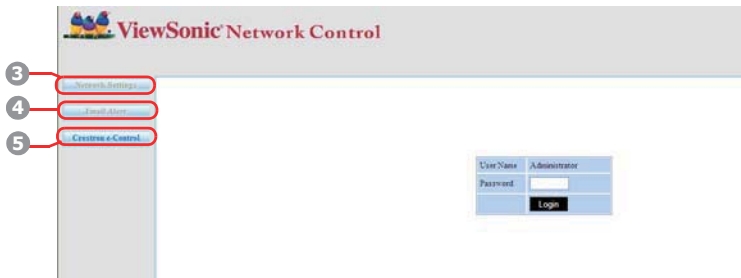 ViewSonic® Network Control
3 Network Settings
4 Email Alert
5 Crestron e-Control
User Name Administrator
Password
Login